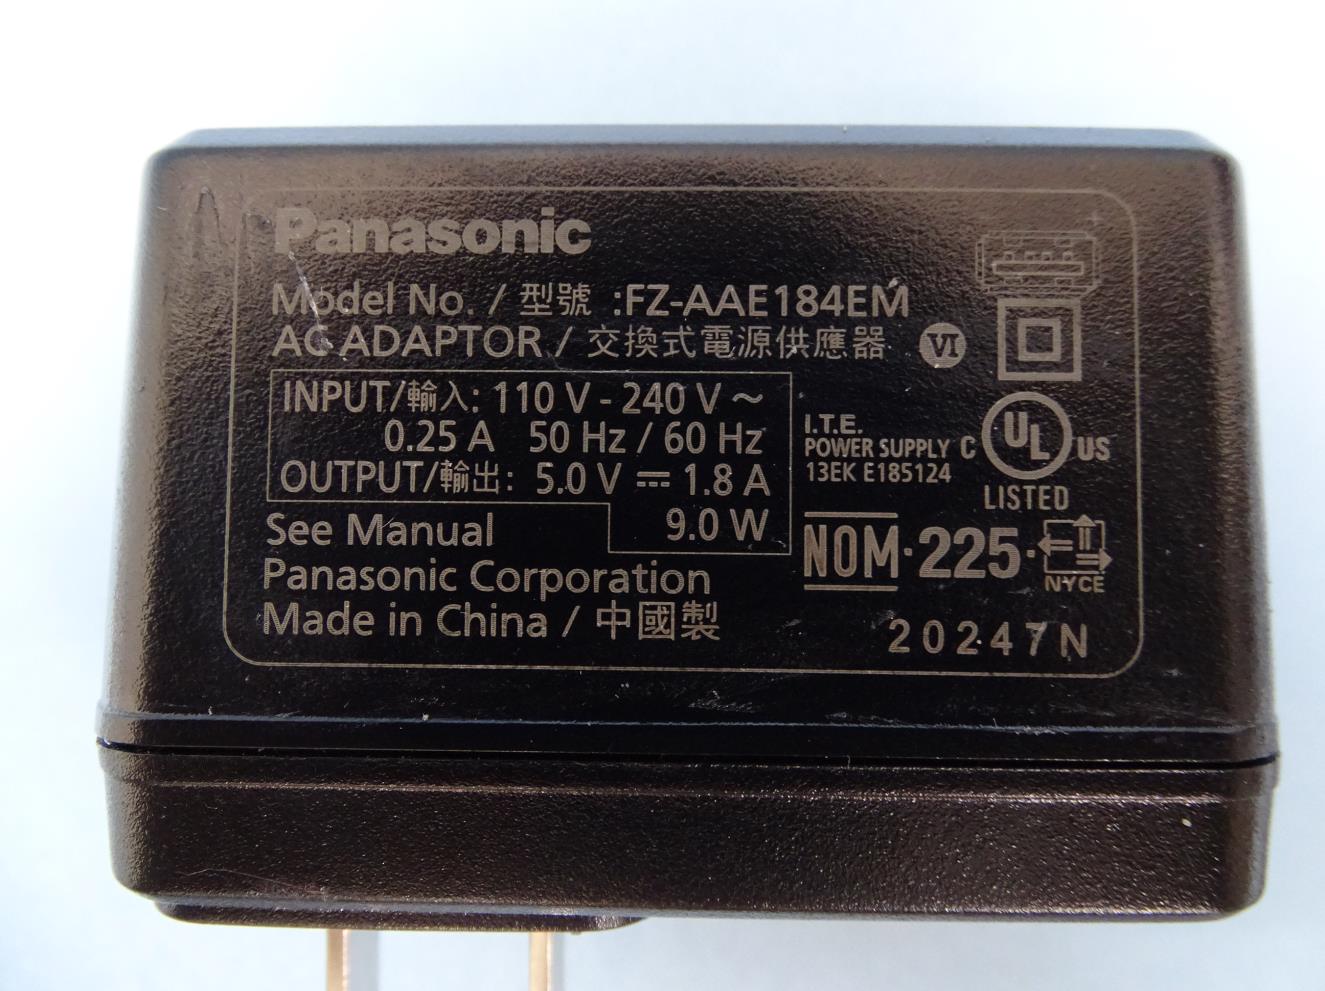 Panasonic
Model No. / 型號 :FZ-AAE184EM
AC ADAPTOR / 交換式電源供應器 VI
INPUT/輸入: 110 V - 240 V ~
0.25 A 50 Hz / 60 Hz
OUTPUT/輸出: 5.0 V ⎓ 1.8 A
9.0 W
See Manual
Panasonic Corporation
Made in China / 中國製
I.T.E.
POWER SUPPLY
13EK E185124
C UL US
LISTED
NOM-225-NYCE
20247N